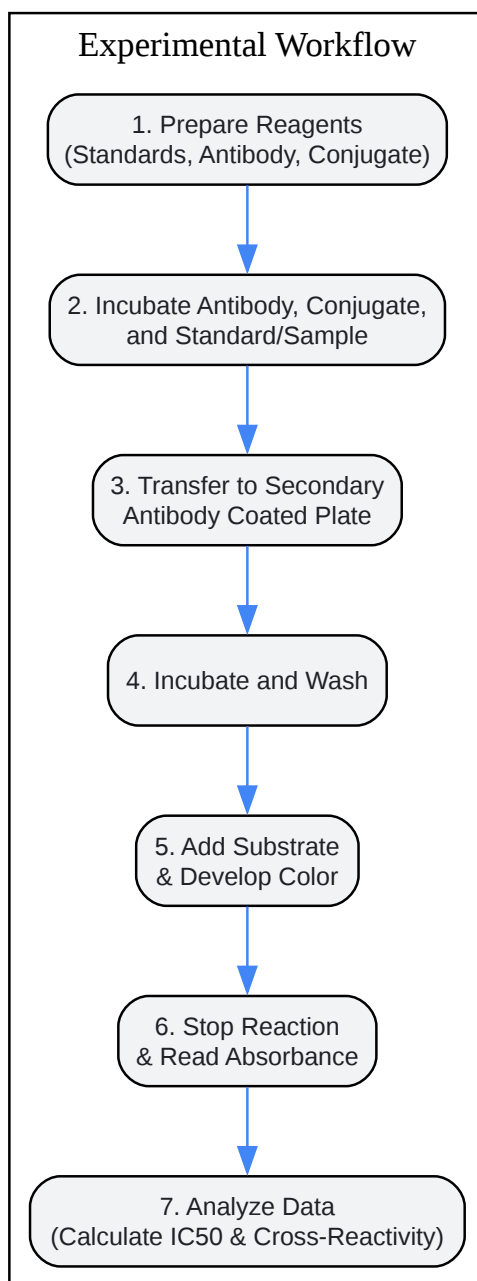 Experimental Workflow
1. Prepare Reagents
(Standards, Antibody, Conjugate)
2. Incubate Antibody, Conjugate,
and Standard/Sample
3. Transfer to Secondary
Antibody Coated Plate
4. Incubate and Wash
5. Add Substrate
& Develop Color
6. Stop Reaction
& Read Absorbance
7. Analyze Data
(Calculate IC50 & Cross-Reactivity)